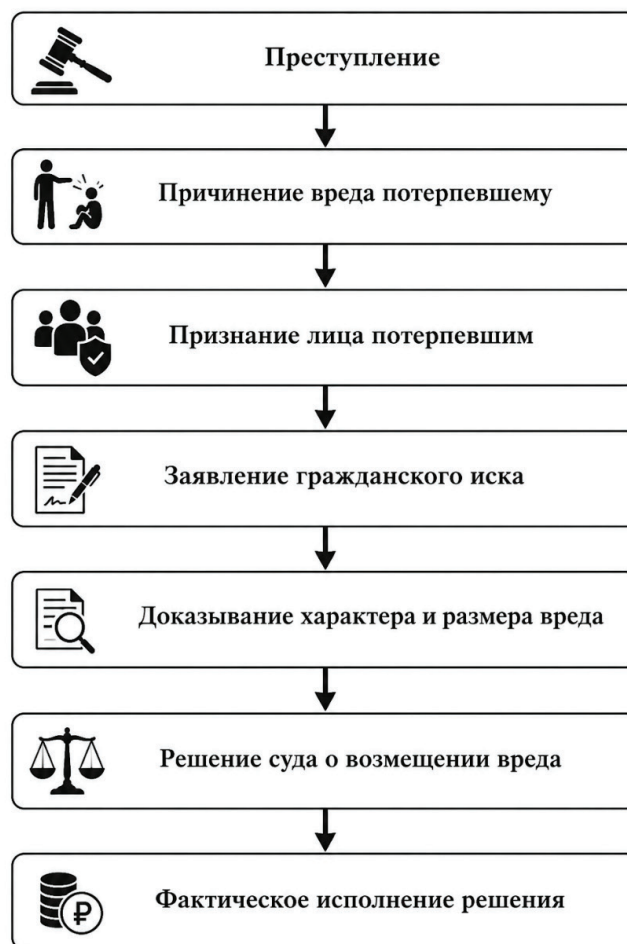 Преступление
Причинение вреда потерпевшему
Признание лица потерпевшим
Заявление гражданского иска
Доказывание характера и размера вреда
Решение суда о возмещении вреда
₽
Фактическое исполнение решения